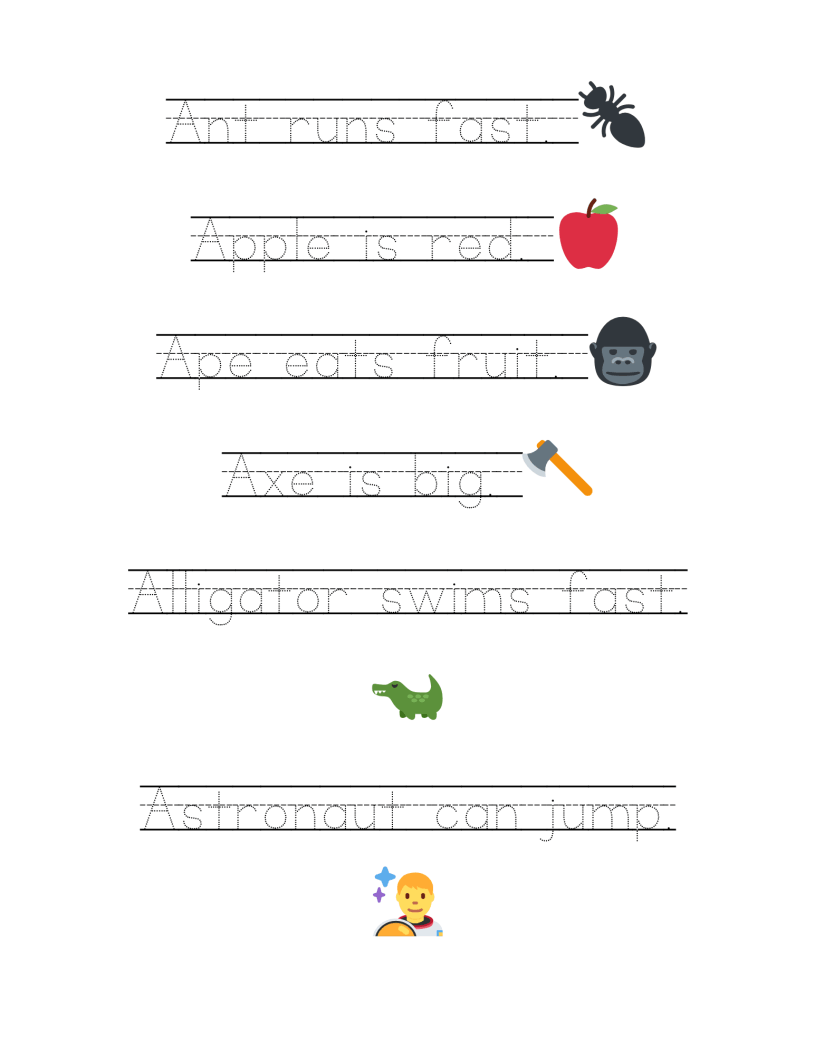 Ant runs fast.
Apple is red.
Ape eats fruit.
Axe is big.
Alligator swims fast.
Astronaut can jump.